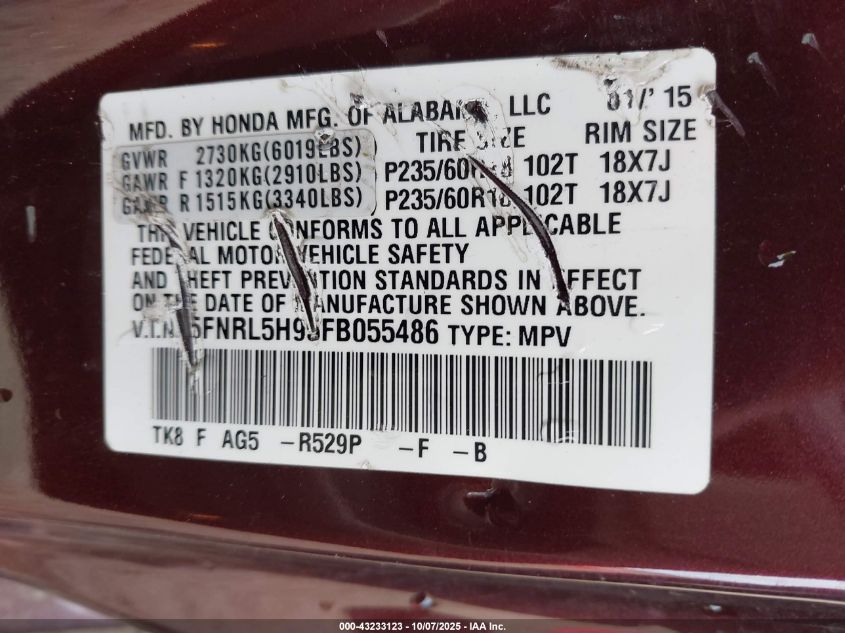 MFD. BY HONDA MFG. OF ALABAMA LLC 01/'15
TIRE SIZE RIM SIZE
GVWR 2730KG(6019LBS)
GAWR F 1320KG(2910LBS) P235/60R18 102T 18X7J
GAWR R 1515KG(3340LBS) P235/60R18 102T 18X7J
THIS VEHICLE CONFORMS TO ALL APPLICABLE
FEDERAL MOTOR VEHICLE SAFETY
AND THEFT PREVENTION STANDARDS IN EFFECT
ON THE DATE OF MANUFACTURE SHOWN ABOVE.
V.I.N. TYPE: MPV
TK8 F AG5 -R529P -F -B
000-43233123 - 10/07/2025 - IAA Inc.